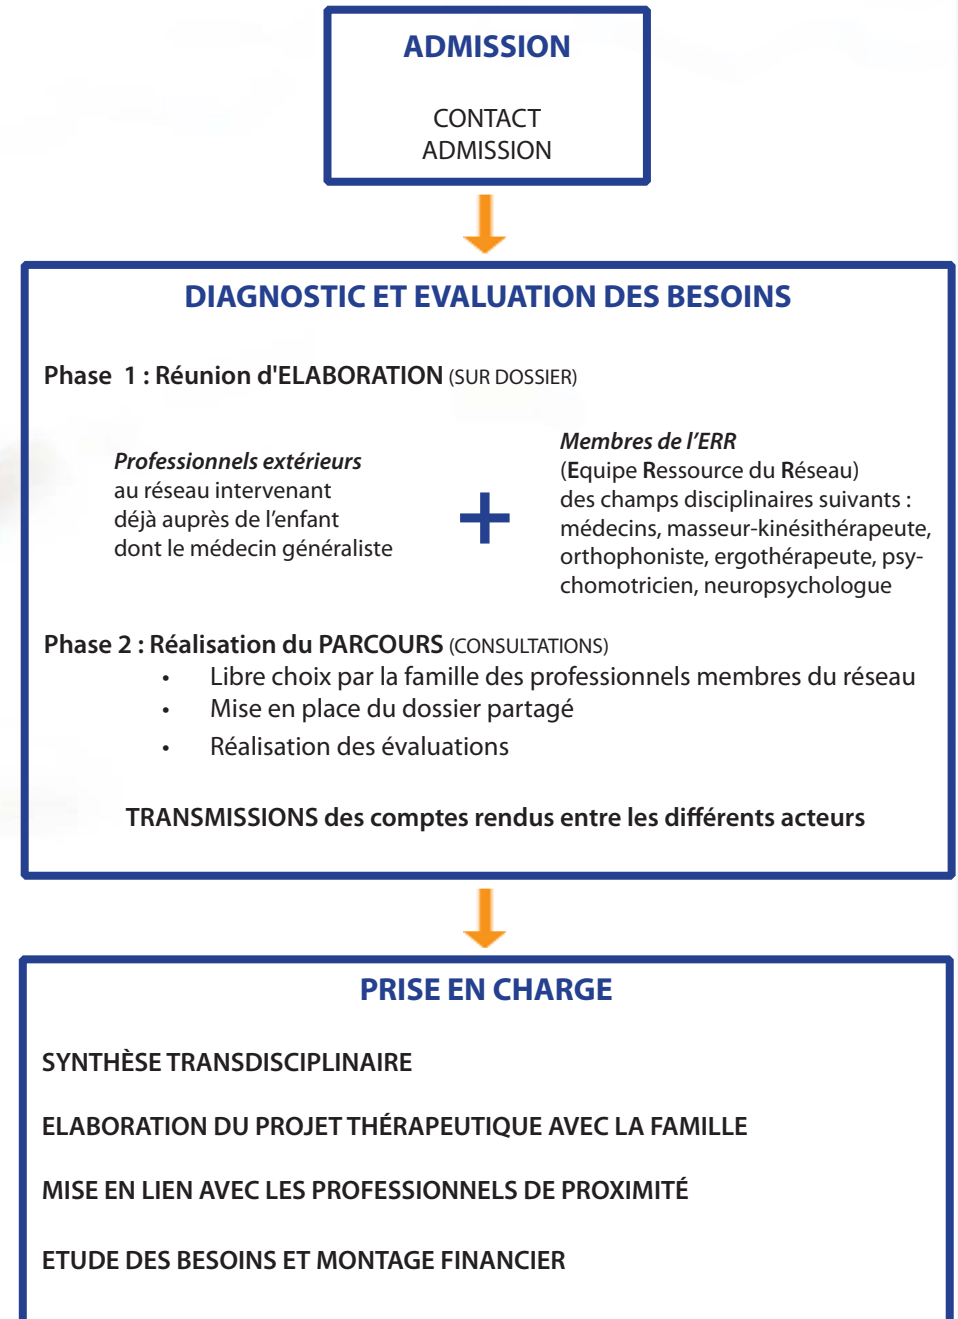 ADMISSION
CONTACT
ADMISSION
DIAGNOSTIC ET EVALUATION DES BESOINS
Phase 1 : Réunion d'ELABORATION (SUR DOSSIER)
Professionnels extérieurs
au réseau intervenant
déjà auprès de l’enfant
dont le médecin généraliste
+
Membres de l’ERR
(Equipe Ressource du Réseau)
des champs disciplinaires suivants :
médecins, masseur-kinésithérapeute,
orthophoniste, ergothérapeute, psy-
chomotricien, neuropsychologue
Phase 2 : Réalisation du PARCOURS (CONSULTATIONS)
• Libre choix par la famille des professionnels membres du réseau
• Mise en place du dossier partagé
• Réalisation des évaluations
TRANSMISSIONS des comptes rendus entre les différents acteurs
PRISE EN CHARGE
SYNTHÈSE TRANSDISCIPLINAIRE
ELABORATION DU PROJET THÉRAPEUTIQUE AVEC LA FAMILLE
MISE EN LIEN AVEC LES PROFESSIONNELS DE PROXIMITÉ
ETUDE DES BESOINS ET MONTAGE FINANCIER